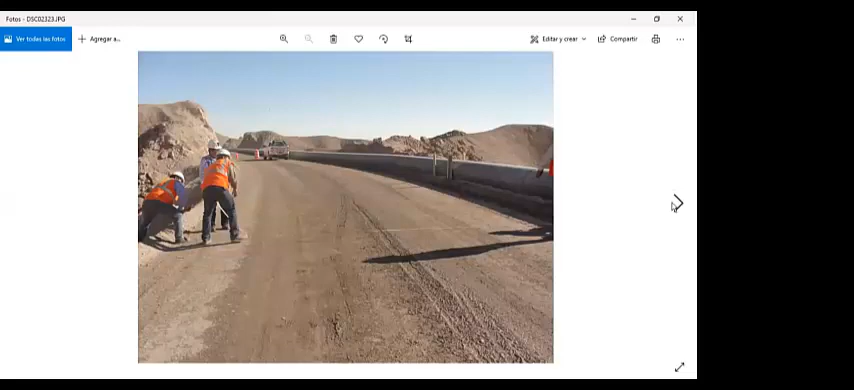 Fotos - DSC02323.JPG
Ver todas las fotos
Agregar a...
Editar y crear
Compartir